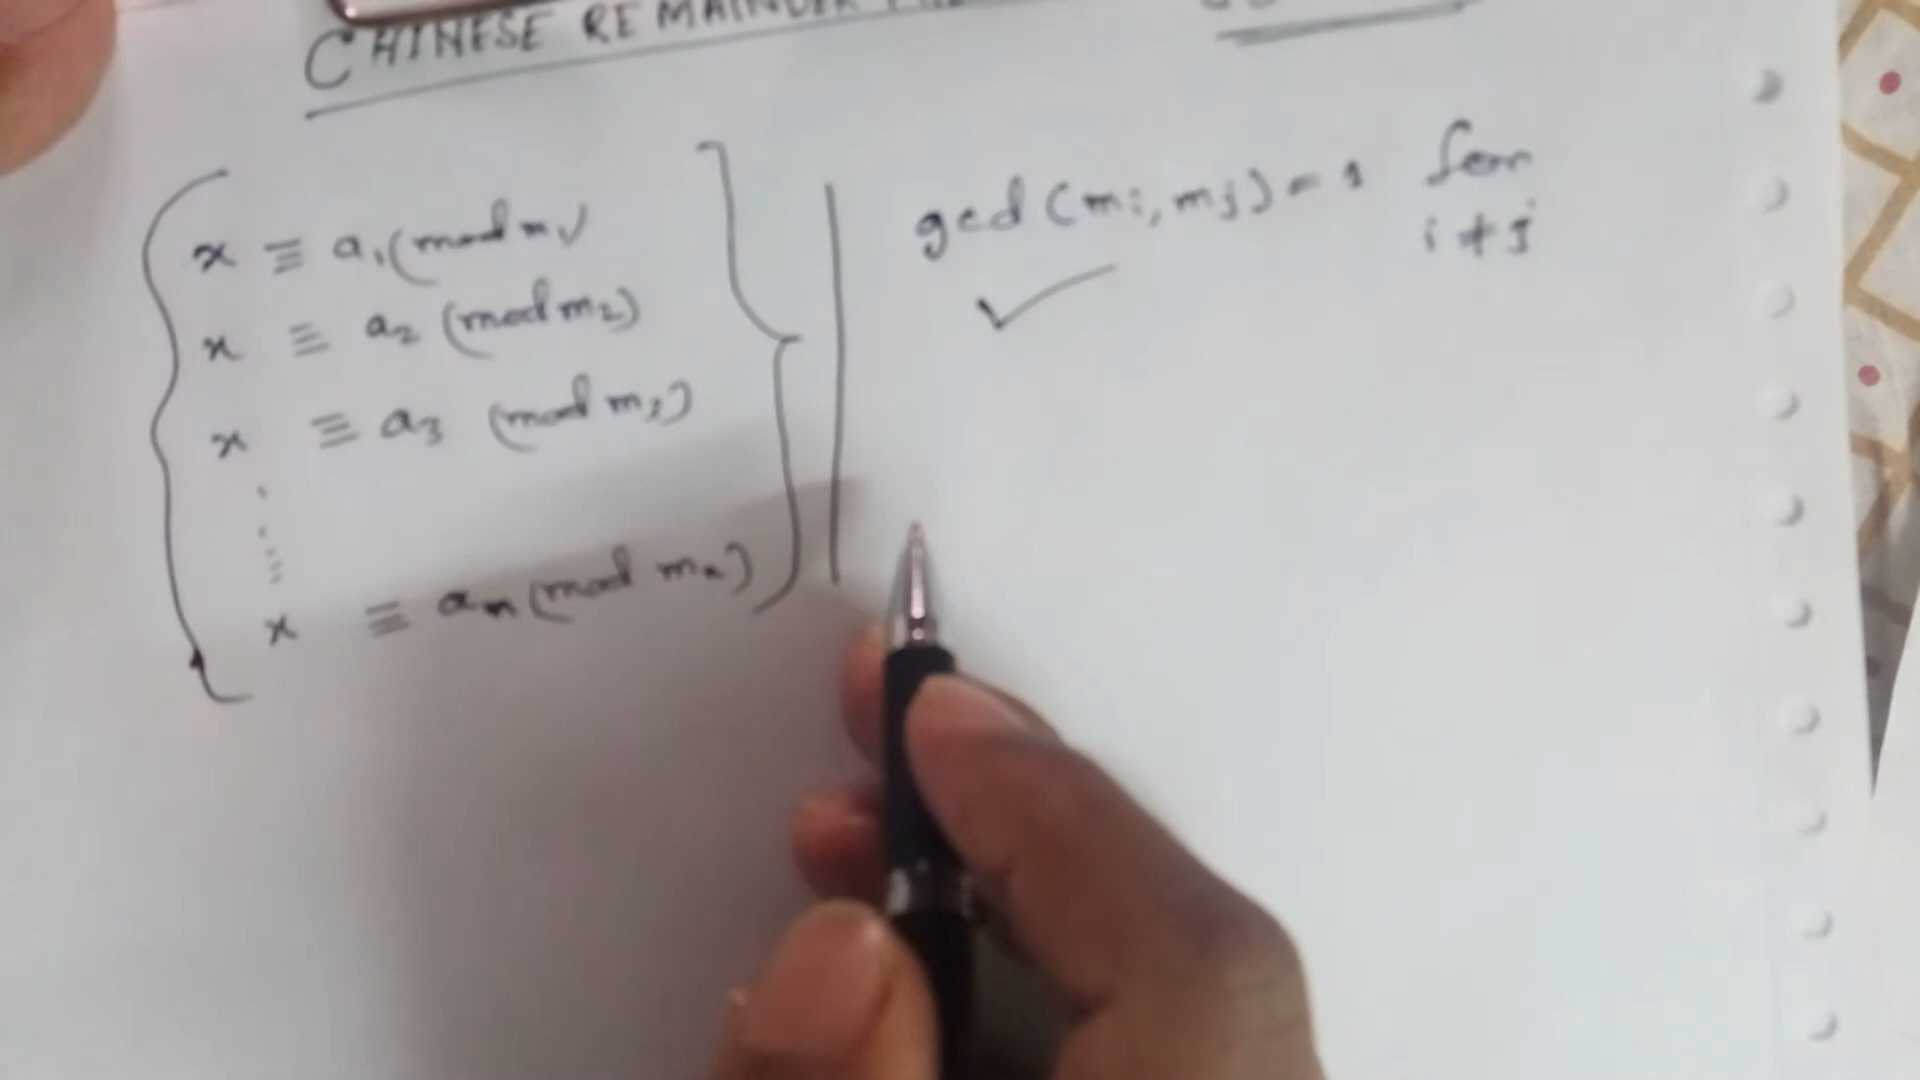 CHINESE REMAINDER
x ≡ a₁ (mod m₁)
x ≡ a₂ (mod m₂)
x ≡ a₃ (mod m₃)
x ≡ aₙ (mod mₙ)
gcd (mᵢ, mⱼ) = 1 for
i ≠ j